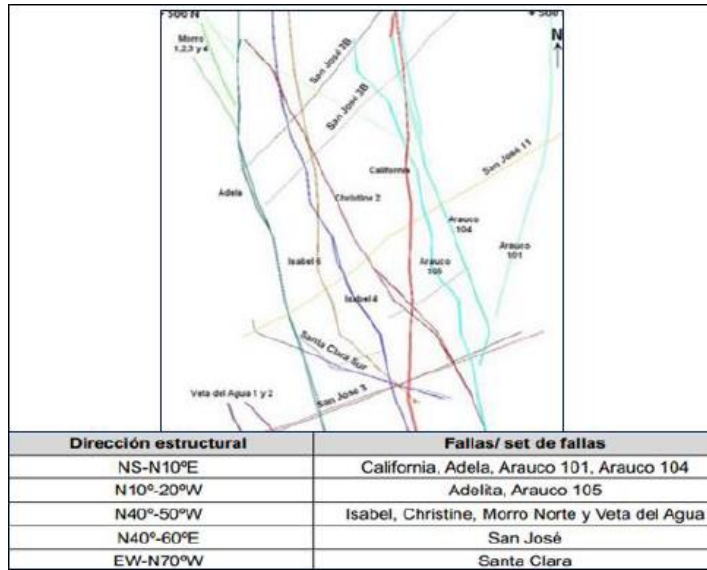 500 N
500
N
Morro
1,2,3 y 4
San José 2B
San José 3B
San José 11
California
Adela
Christine 2
Arauco
104
Isabel 6
Arauco
105
Arauco
101
Isabel 4
Santa Clara Sur
Veta del Agua 1 y 2
San José 3
Dirección estructural Fallas/ set de fallas
NS-N10ºE California, Adela, Arauco 101, Arauco 104
N10º-20ºW Adelita, Arauco 105
N40º-50ºW Isabel, Christine, Morro Norte y Veta del Agua
N40º-60ºE San José
EW-N70ºW Santa Clara